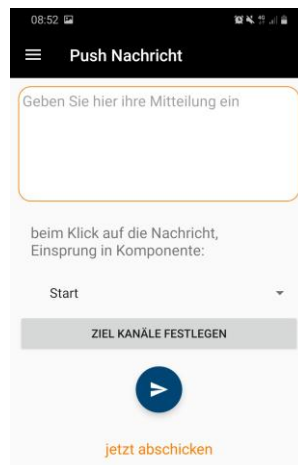 08:52
Push Nachricht
Geben Sie hier ihre Mitteilung ein
beim Klick auf die Nachricht,
Einsprung in Komponente:
Start
ZIEL KANÄLE FESTLEGEN
jetzt abschicken